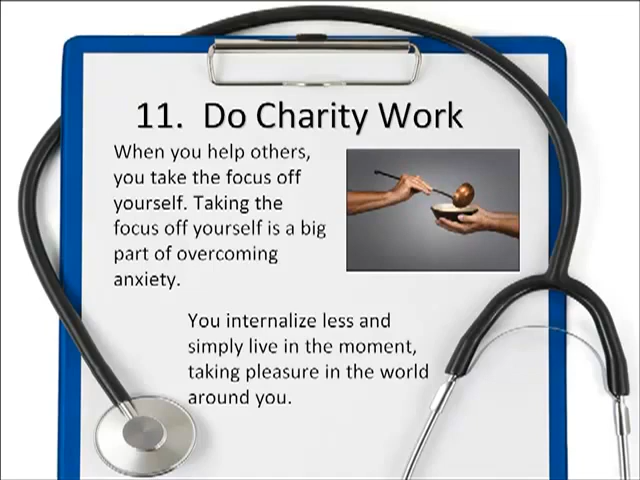 11. Do Charity Work
When you help others,
you take the focus off
yourself. Taking the
focus off yourself is a big
part of overcoming
anxiety.
You internalize less and
simply live in the moment,
taking pleasure in the world
around you.